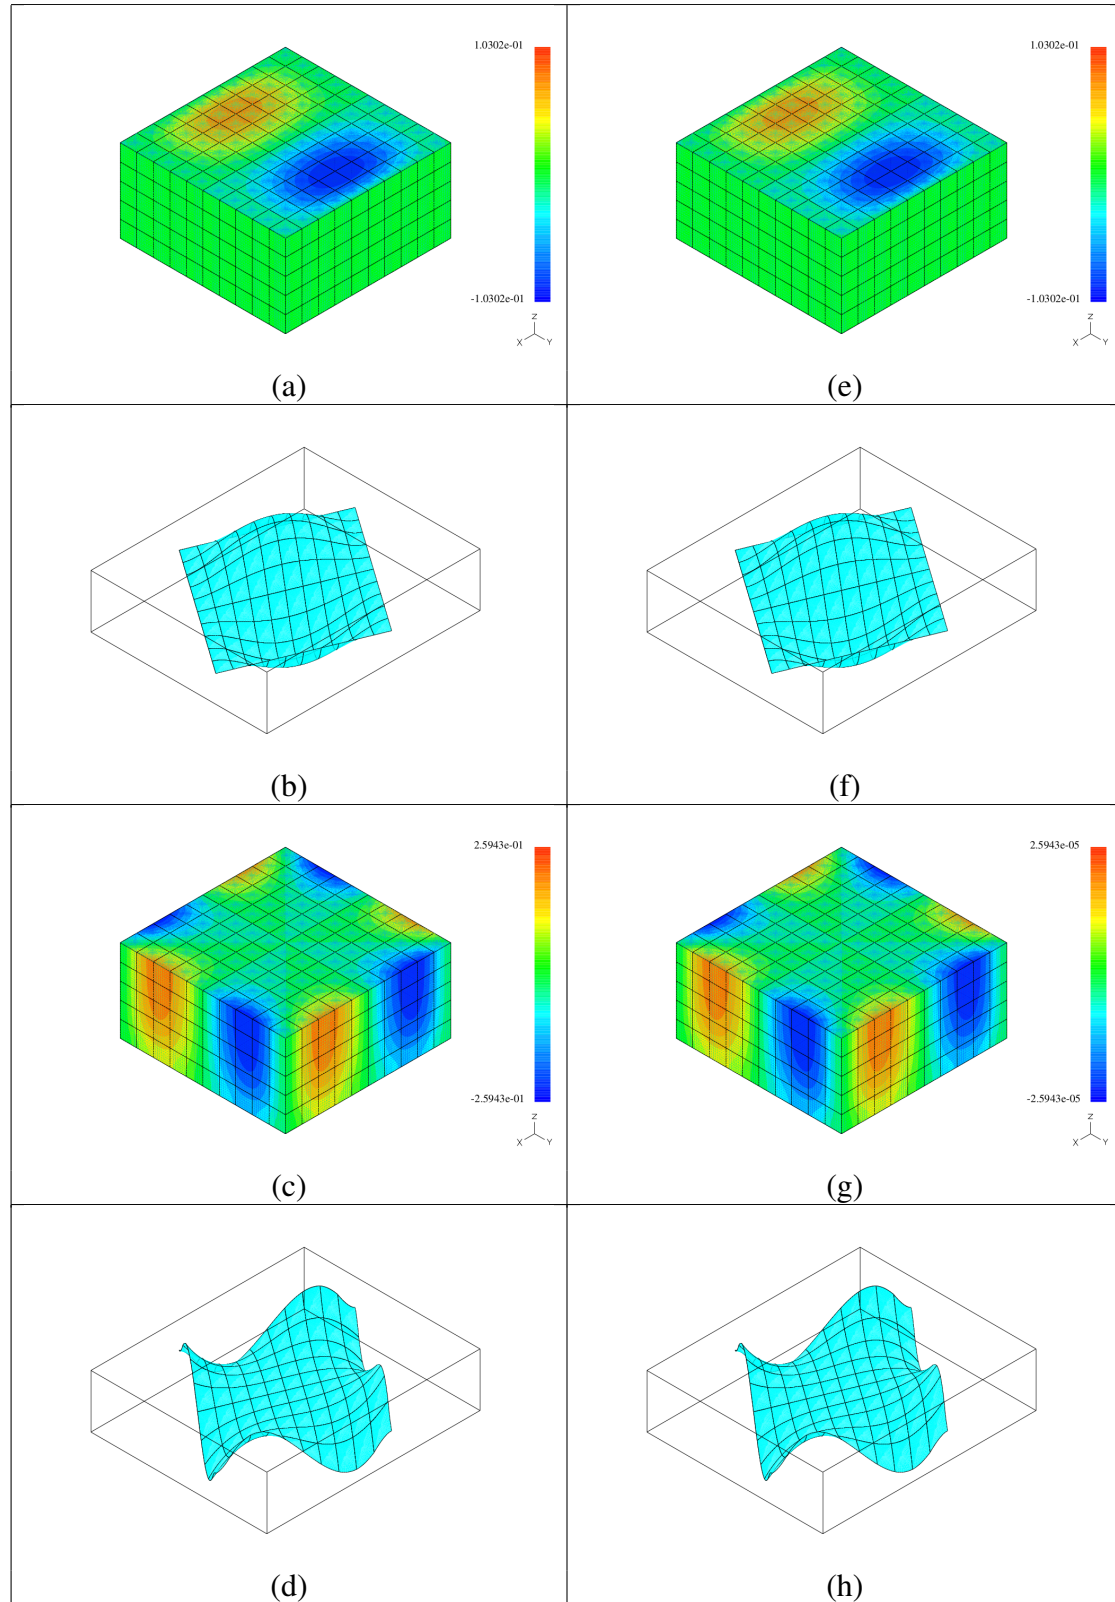 1.0302e-01
-1.0302e-01
Z
X Y
(a)
1.0302e-01
-1.0302e-01
Z
X Y
(e)
(b)
(f)
2.5943e-01
-2.5943e-01
Z
X Y
(c)
2.5943e-05
-2.5943e-05
Z
X Y
(g)
(d)
(h)